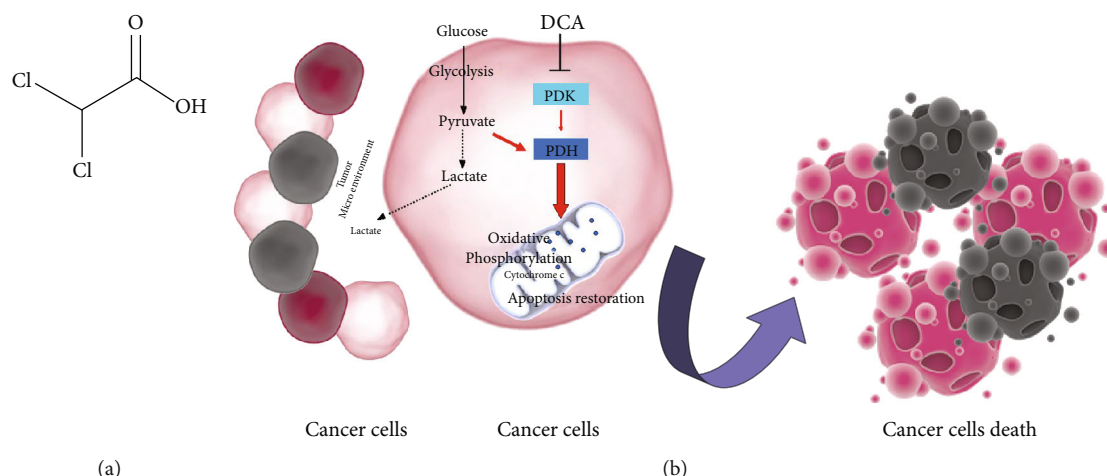 O
Cl
OH
Cl
(a)
Glucose
Glycolysis
Pyruvate
Lactate
Lactate
Tumor
Micro environment
DCA
PDK
PDH
Oxidative
Phosphorylation
Cytochrome c
Apoptosis restoration
Cancer cells
Cancer cells
Cancer cells death
(b)